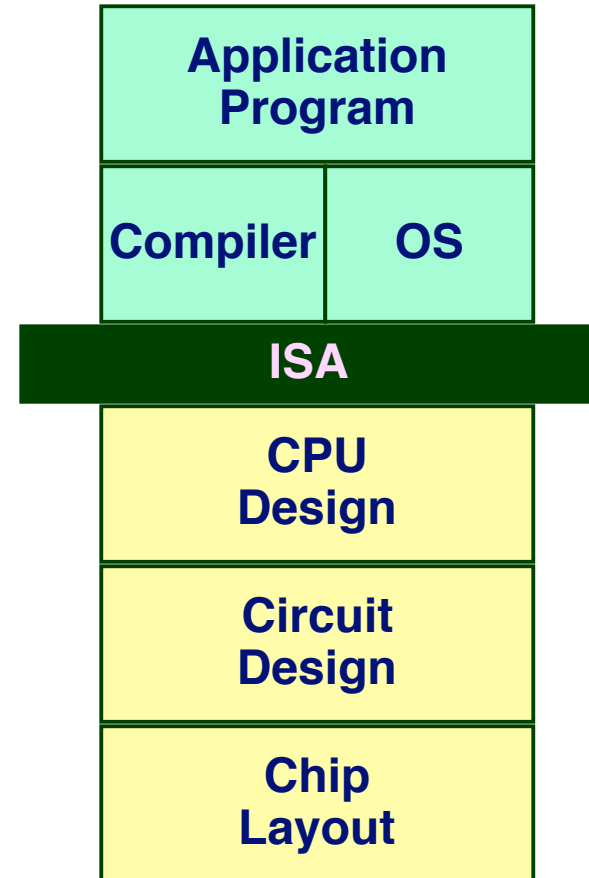 Application
Program
Compiler
OS
ISA
CPU
Design
Circuit
Design
Chip
Layout